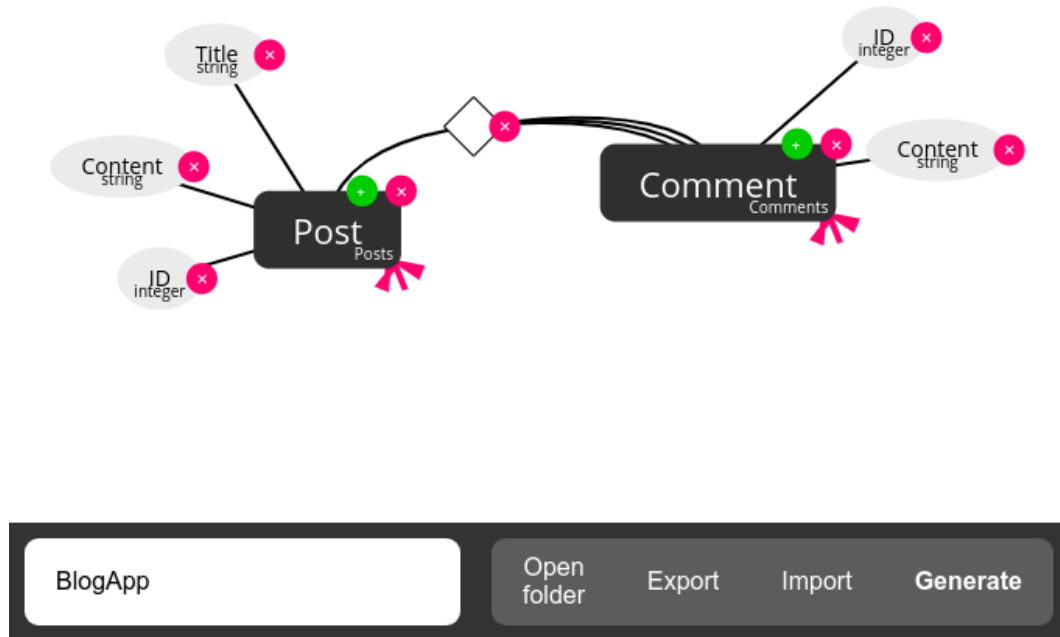 Title
string
Content
string
ID
integer
Post
Posts
ID
integer
Content
string
Comment
Comments
BlogApp
Open
folder
Export
Import
Generate